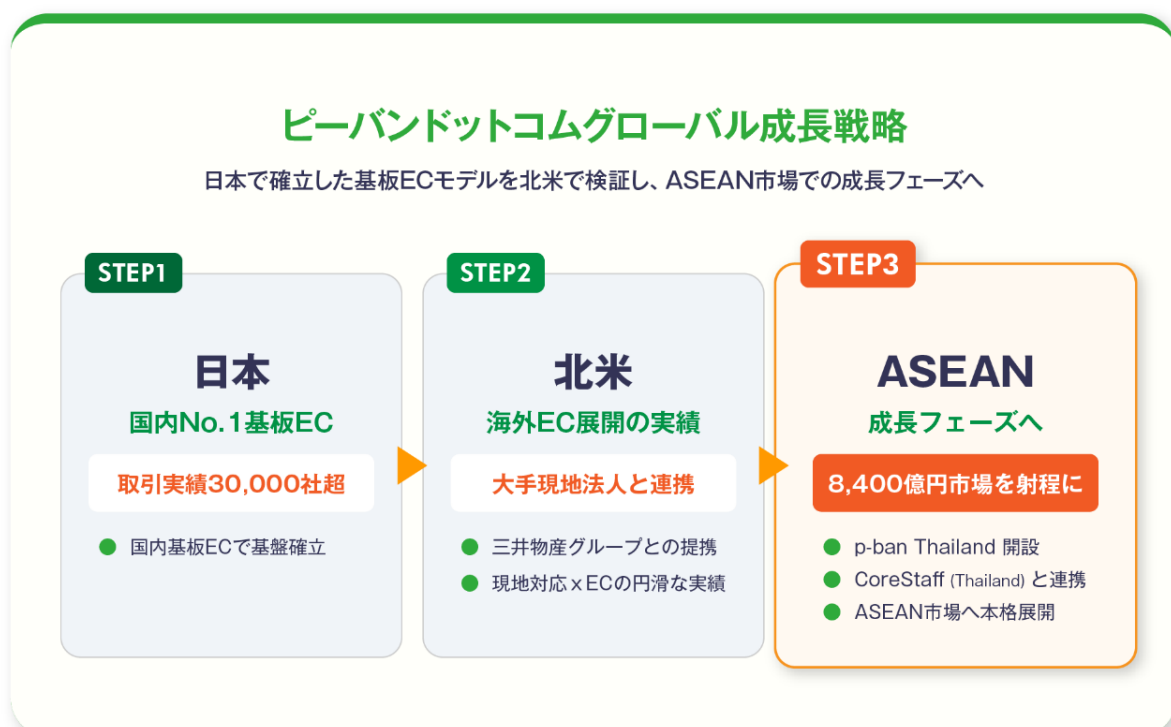 ピーバンドットコムグローバル成長戦略
日本で確立した基板ECモデルを北米で検証し、ASEAN市場での成長フェーズへ
STEP1
日本
国内No.1基板EC
取引実績30,000社超
国内基板ECで基盤確立
STEP2
北米
海外EC展開の実績
大手現地法人と連携
三井物産グループとの提携
現地対応xECの円滑な実績
STEP3
ASEAN
成長フェーズへ
8,400億円市場を射程に
p-ban Thailand 開設
CoreStaff (Thailand) と連携
ASEAN市場へ本格展開